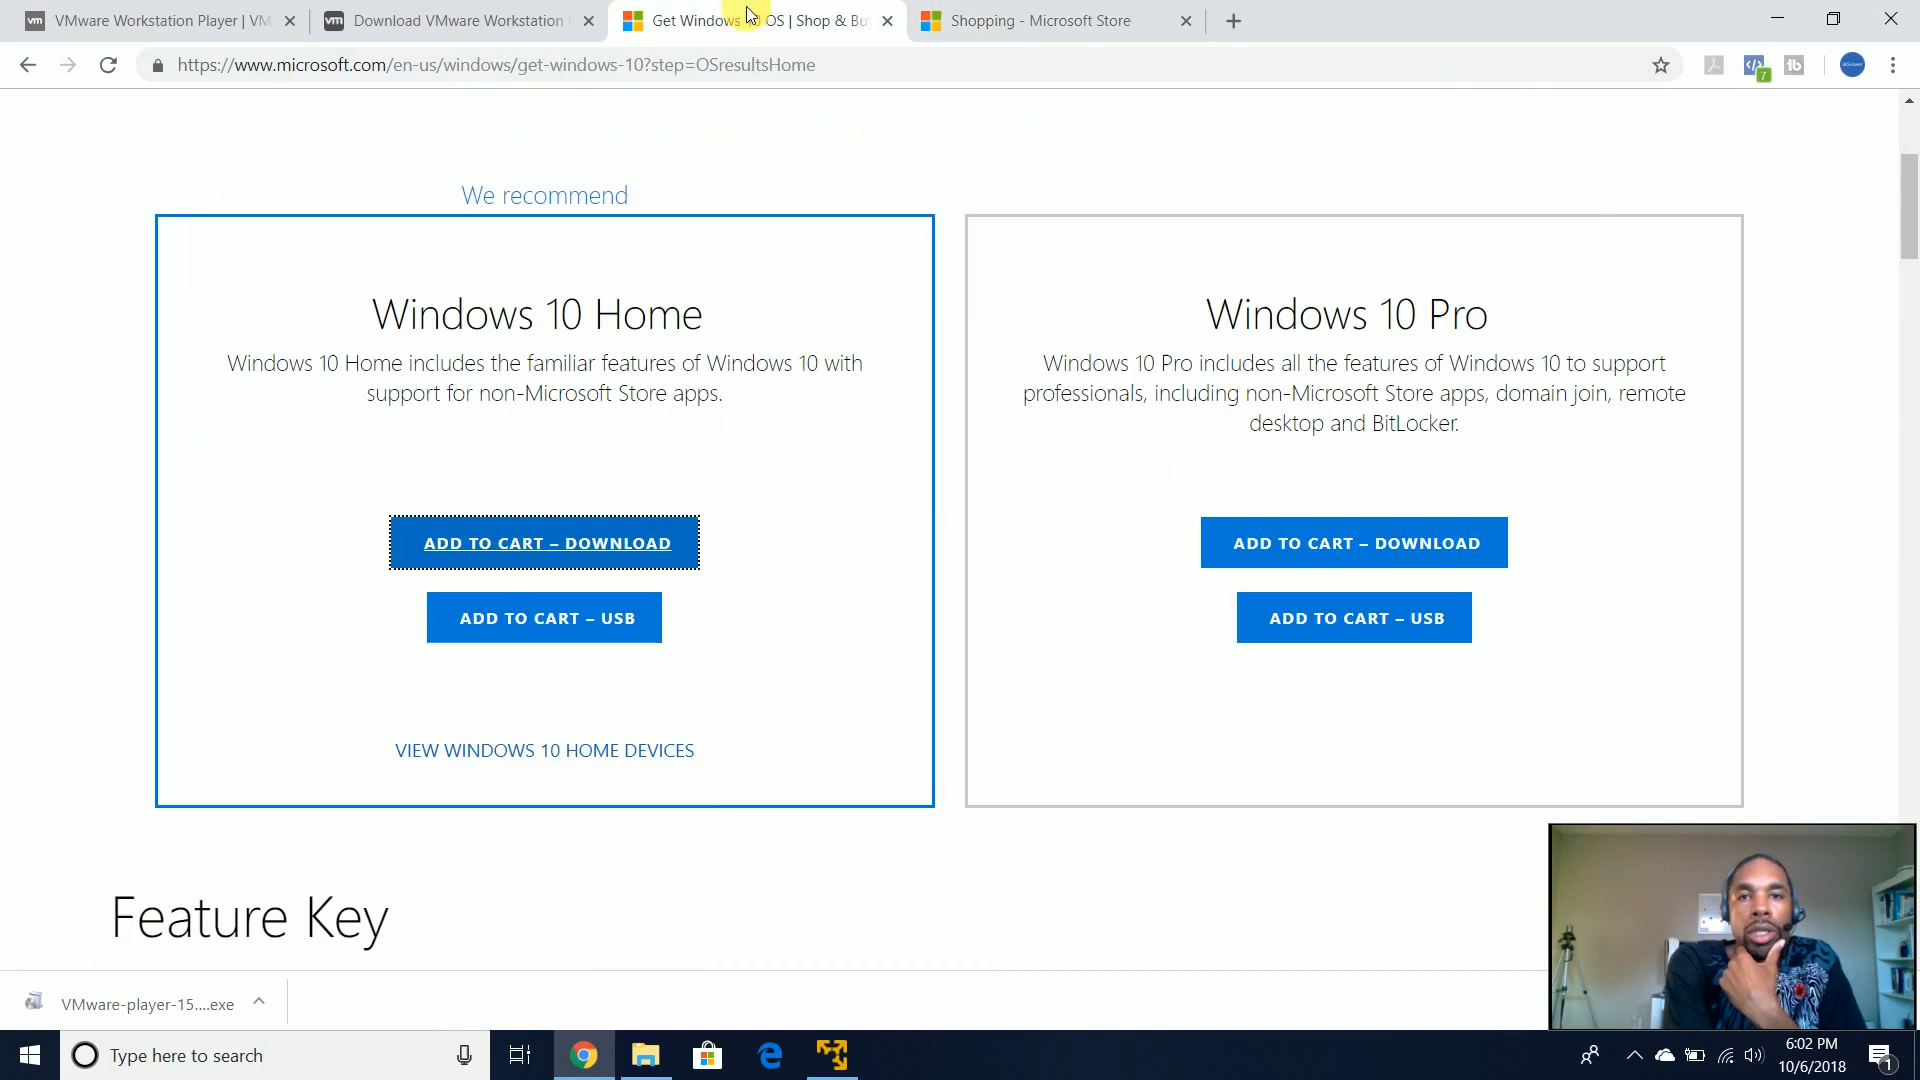 VMware Workstation Player | VM
Download VMware Workstation
Get Windows 10 OS | Shop & Bu
Shopping - Microsoft Store
https://www.microsoft.com/en-us/windows/get-windows-10?step=OSresultsHome
7
We recommend
Windows 10 Home
Windows 10 Home includes the familiar features of Windows 10 with
support for non-Microsoft Store apps.
ADD TO CART – DOWNLOAD
ADD TO CART – USB
VIEW WINDOWS 10 HOME DEVICES
Windows 10 Pro
Windows 10 Pro includes all the features of Windows 10 to support
professionals, including non-Microsoft Store apps, domain join, remote
desktop and BitLocker.
ADD TO CART – DOWNLOAD
ADD TO CART – USB
Feature Key
VMware-player-15....exe
Type here to search
6:02 PM
10/6/2018
1